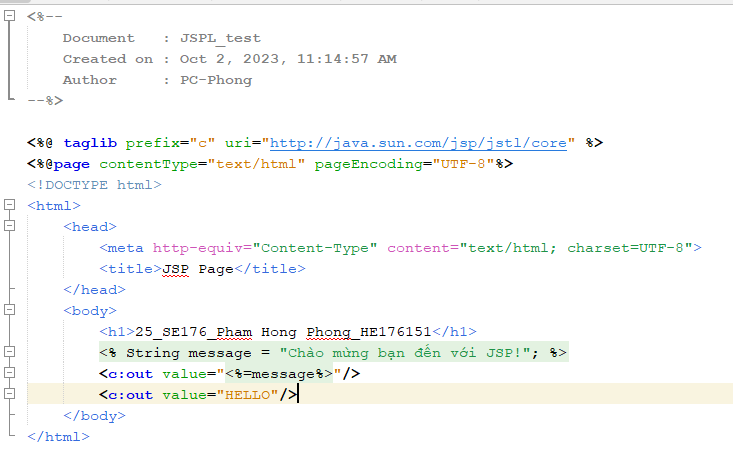 <%--
Document   : JSPL_test
Created on : Oct 2, 2023, 11:14:57 AM
Author     : PC-Phong
--%>
<%@ taglib prefix="c" uri="http://java.sun.com/jsp/jstl/core" %>
<%@page contentType="text/html" pageEncoding="UTF-8"%>
<!DOCTYPE html>
<html>
<head>
<meta http-equiv="Content-Type" content="text/html; charset=UTF-8">
<title>JSP Page</title>
</head>
<body>
<h1>25_SE176_Pham Hong Phong_HE176151</h1>
<% String message = "Chào mừng bạn đến với JSP!"; %>
<c:out value="<%=message%>"/>
<c:out value="HELLO"/>
</body>
</html>